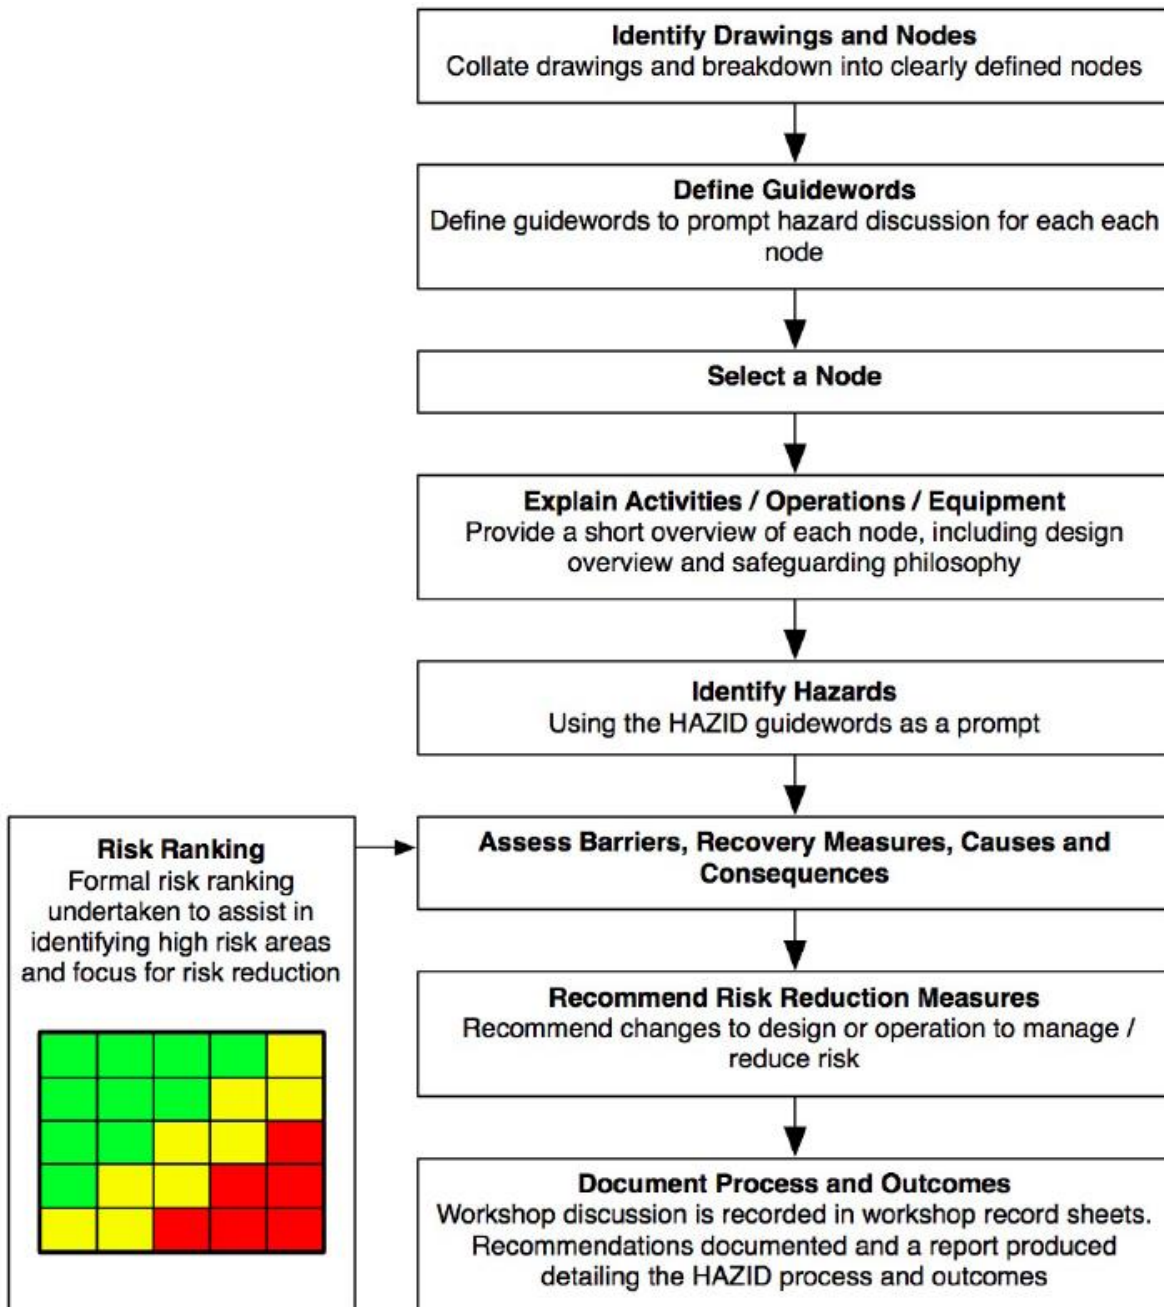 Identify Drawings and Nodes
Collate drawings and breakdown into clearly defined nodes
Define Guidewords
Define guidewords to prompt hazard discussion for each each
node
Select a Node
Explain Activities / Operations / Equipment
Provide a short overview of each node, including design
overview and safeguarding philosophy
Identify Hazards
Using the HAZID guidewords as a prompt
Risk Ranking
Formal risk ranking
undertaken to assist in
identifying high risk areas
and focus for risk reduction
Assess Barriers, Recovery Measures, Causes and
Consequences
Recommend Risk Reduction Measures
Recommend changes to design or operation to manage /
reduce risk
Document Process and Outcomes
Workshop discussion is recorded in workshop record sheets.
Recommendations documented and a report produced
detailing the HAZID process and outcomes